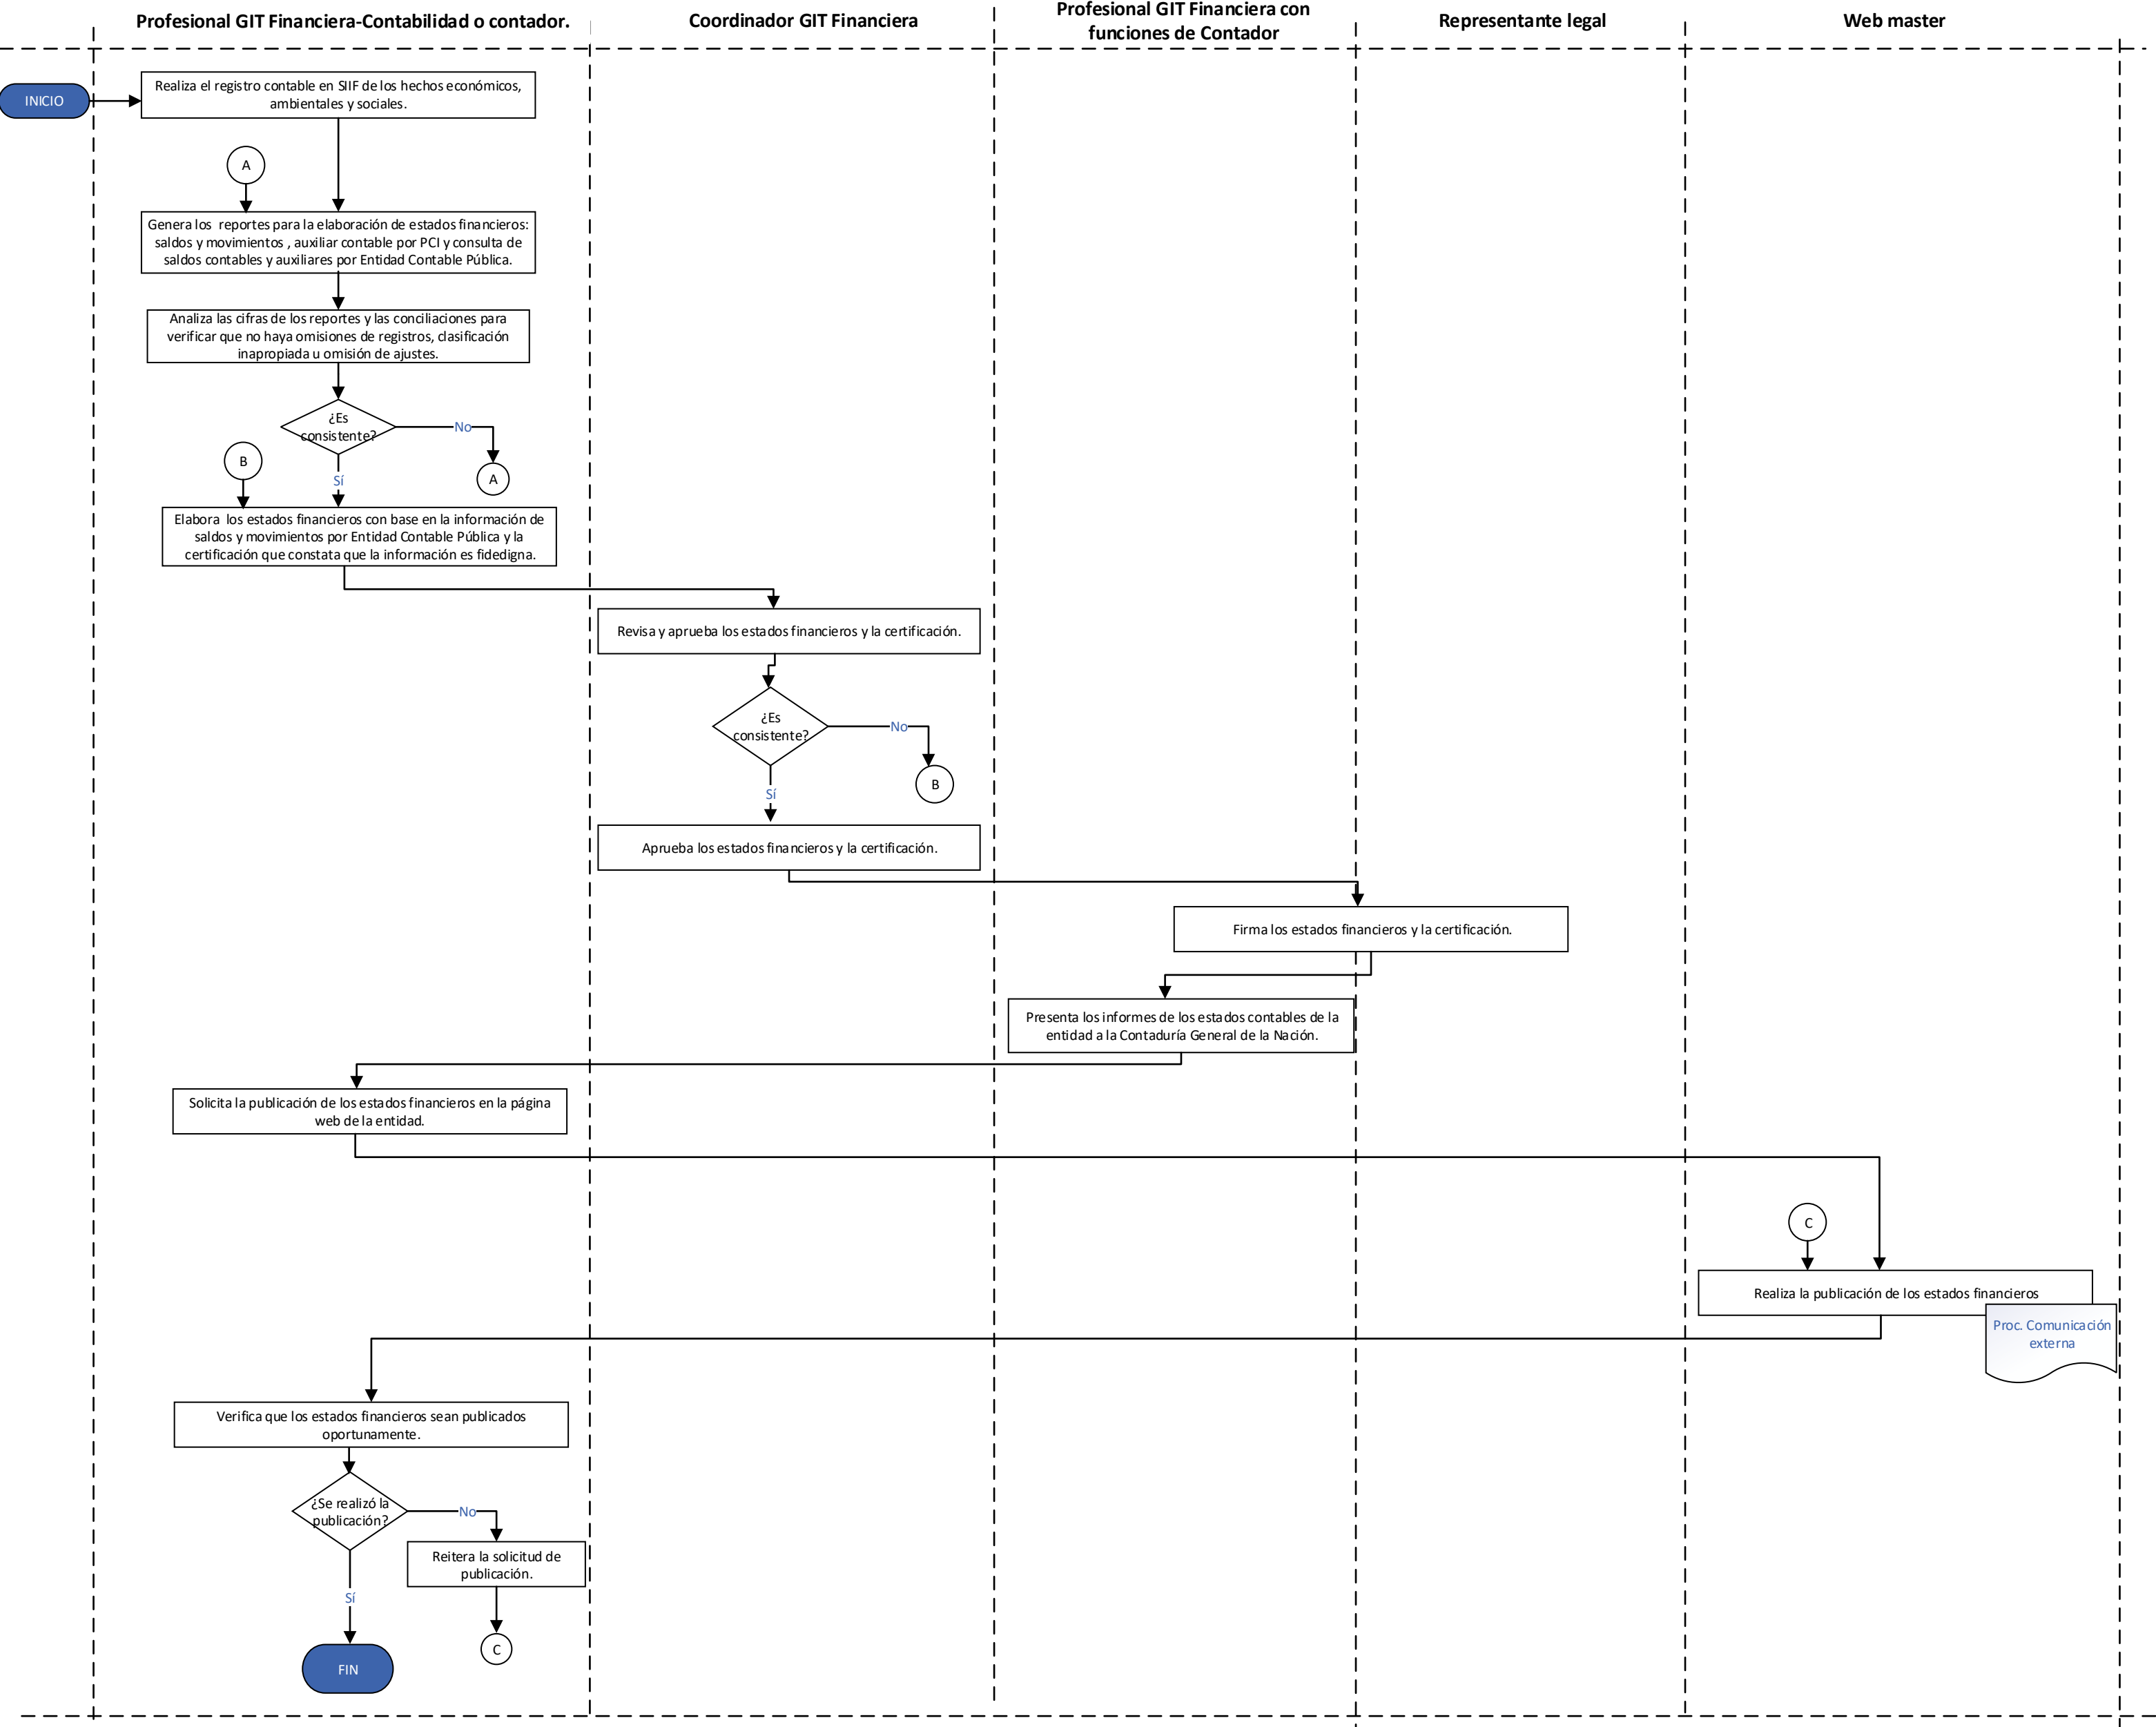 Profesional GIT Financiera-Contabilidad o contador.
Coordinador GIT Financiera
Profesional GIT Financiera con
funciones de Contador
Representante legal
Web master
INICIO
Realiza el registro contable en SIIF de los hechos económicos,
ambientales y sociales.
A
Genera los reportes para la elaboración de estados financieros:
saldos y movimientos , auxiliar contable por PCI y consulta de
saldos contables y auxiliares por Entidad Contable Pública.
Analiza las cifras de los reportes y las conciliaciones para
verificar que no haya omisiones de registros, clasificación
inapropiada u omisión de ajustes.
¿Es
consistente?
No
A
B
Sí
Elabora los estados financieros con base en la información de
saldos y movimientos por Entidad Contable Pública y la
certificación que constata que la información es fidedigna.
Revisa y aprueba los estados financieros y la certificación.
¿Es
consistente?
No
B
Sí
Aprueba los estados financieros y la certificación.
Firma los estados financieros y la certificación.
Presenta los informes de los estados contables de la
entidad a la Contaduría General de la Nación.
Solicita la publicación de los estados financieros en la página
web de la entidad.
C
Realiza la publicación de los estados financieros
Proc. Comunicación
externa
Verifica que los estados financieros sean publicados
oportunamente.
¿Se realizó la
publicación?
No
Reitera la solicitud de
publicación.
Sí
C
FIN